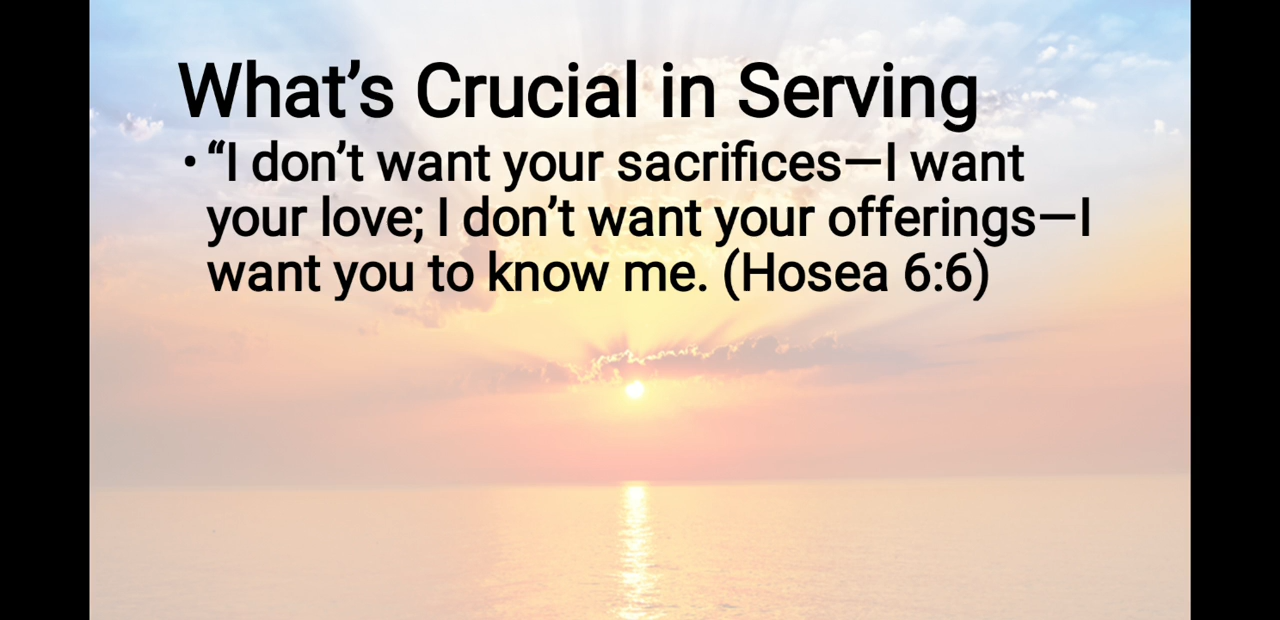 What’s Crucial in Serving
• “I don’t want your sacrifices—I want
your love; I don’t want your offerings—I
want you to know me. (Hosea 6:6)